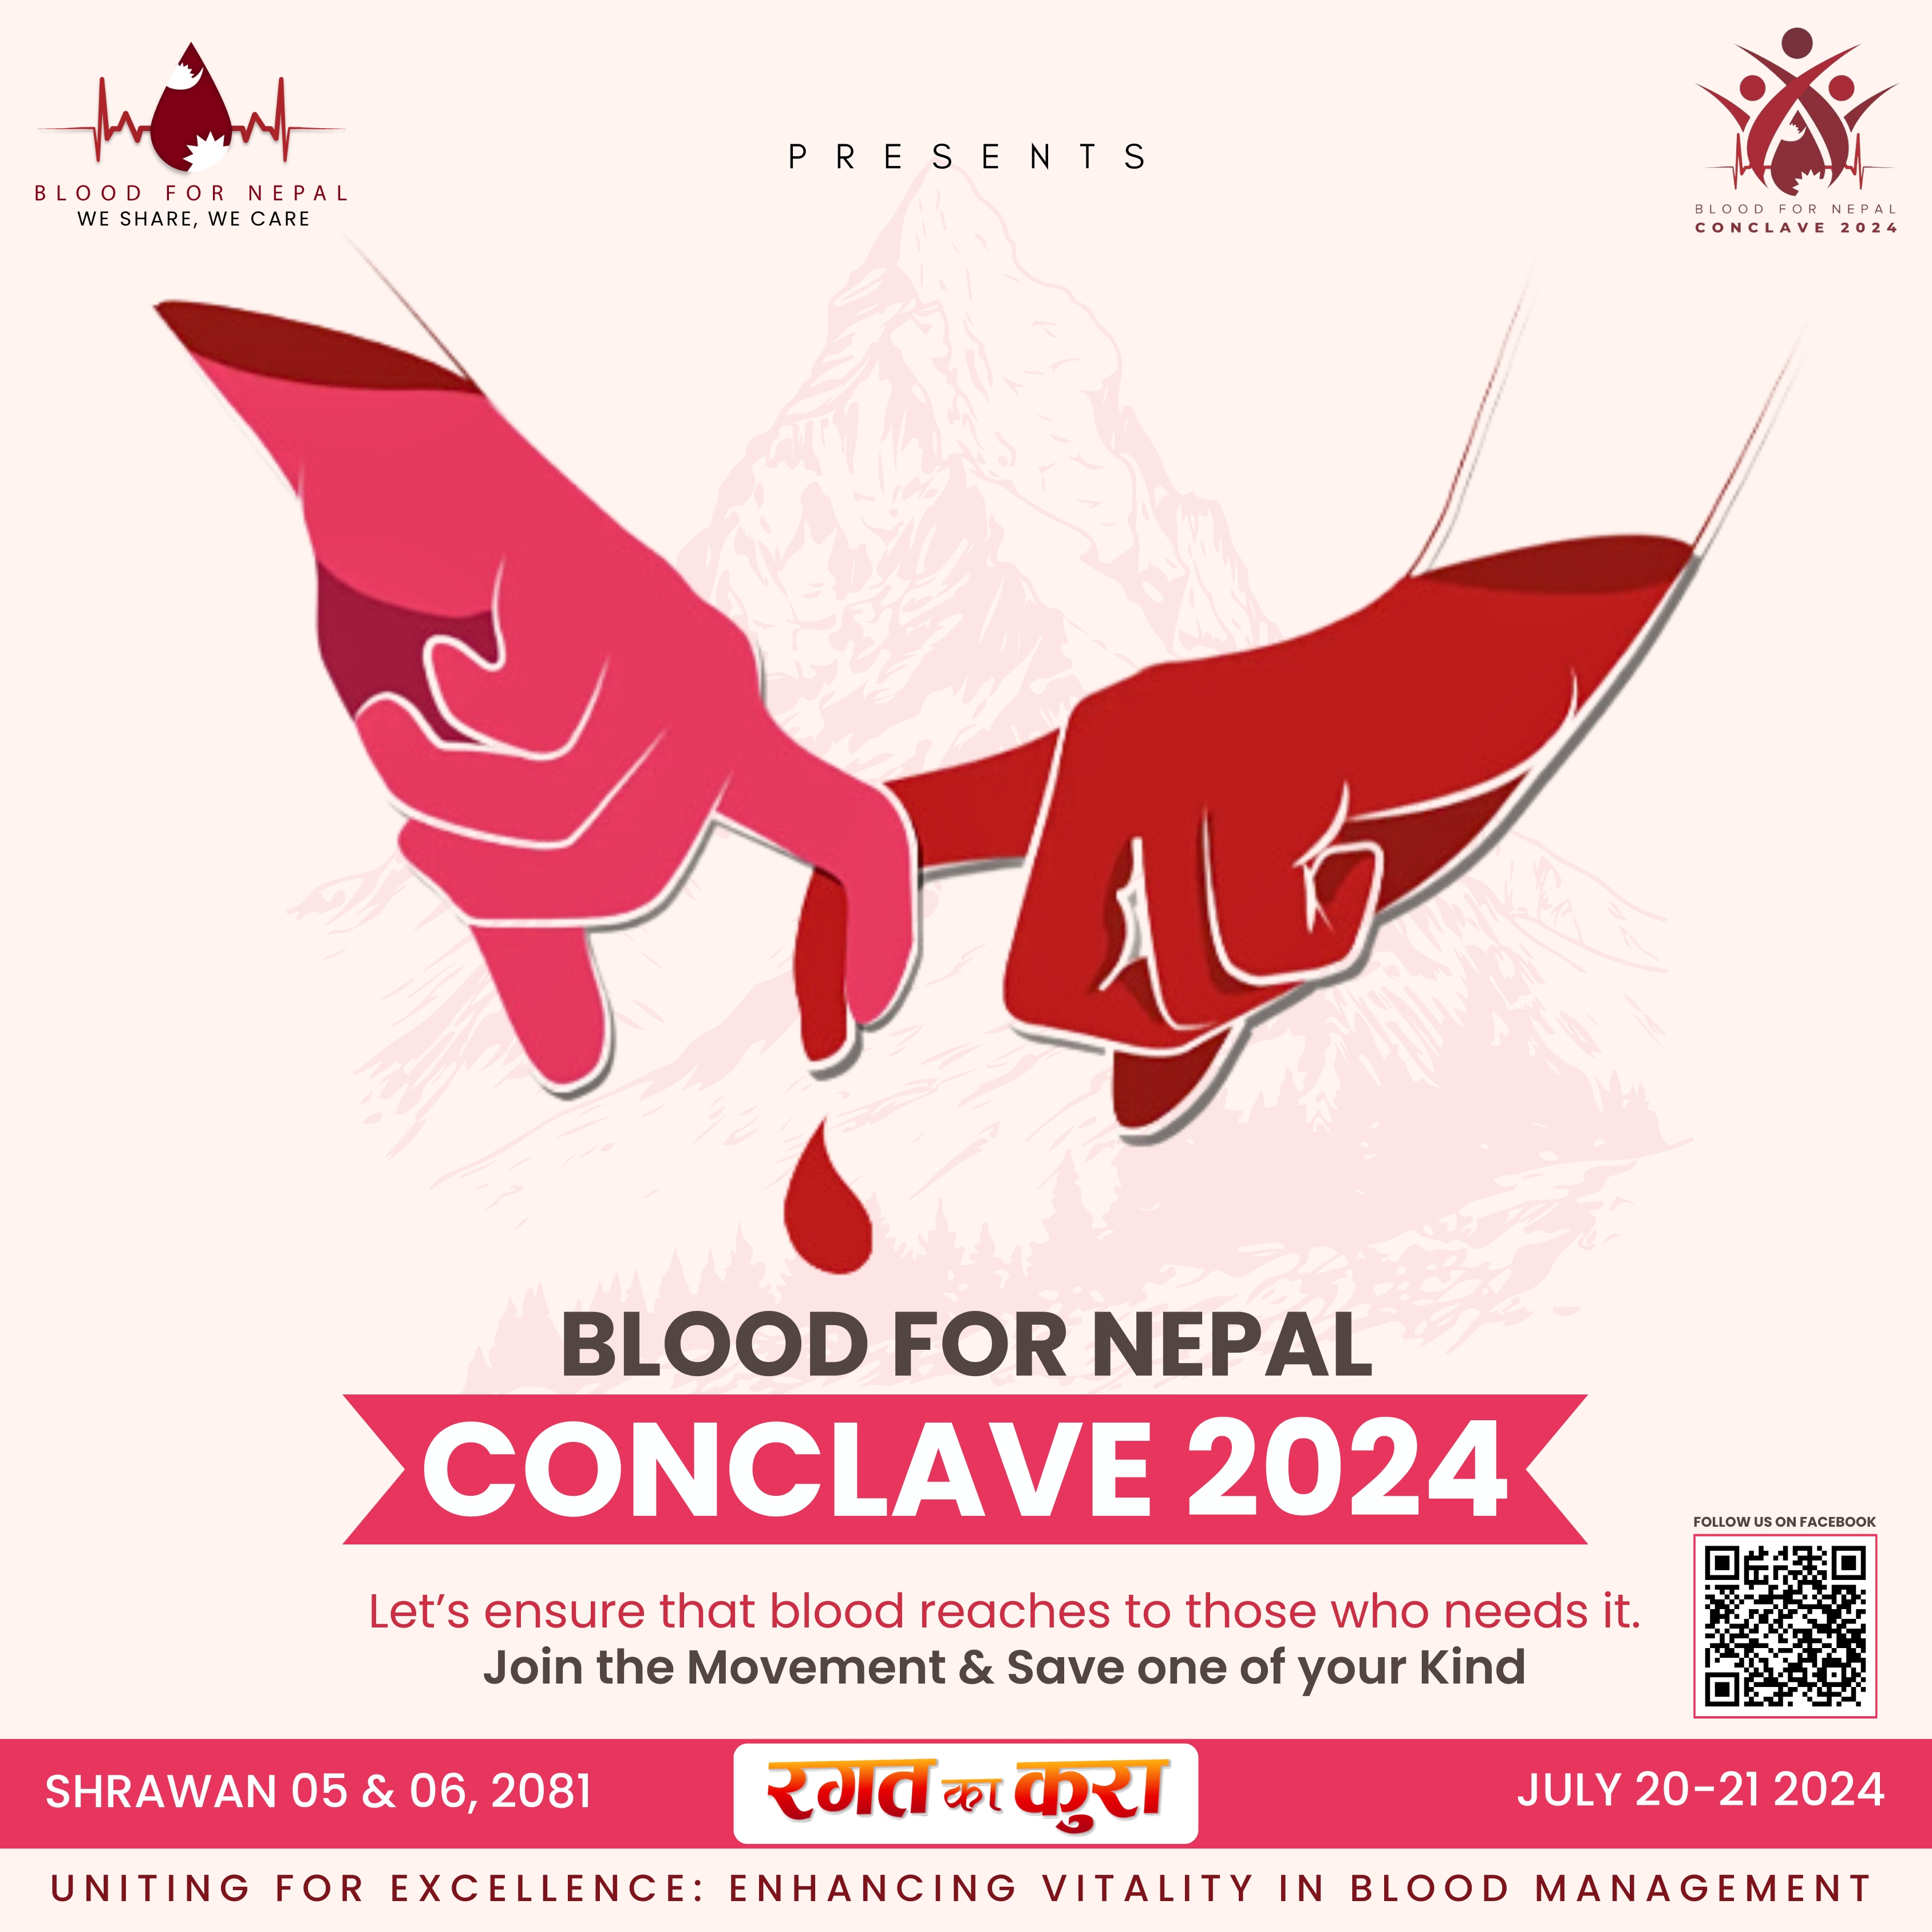 BLOOD FOR NEPAL
WE SHARE, WE CARE
PRESENTS
BLOOD FOR NEPAL
CONCLAVE 2024
BLOOD FOR NEPAL
CONCLAVE 2024
FOLLOW US ON FACEBOOK
Let's ensure that blood reaches to those who needs it.
Join the Movement & Save one of your Kind
SHRAWAN 05 & 06, 2081
रगत का कुरा
JULY 20-21 2024
UNITING FOR EXCELLENCE: ENHANCING VITALITY IN BLOOD MANAGEMENT